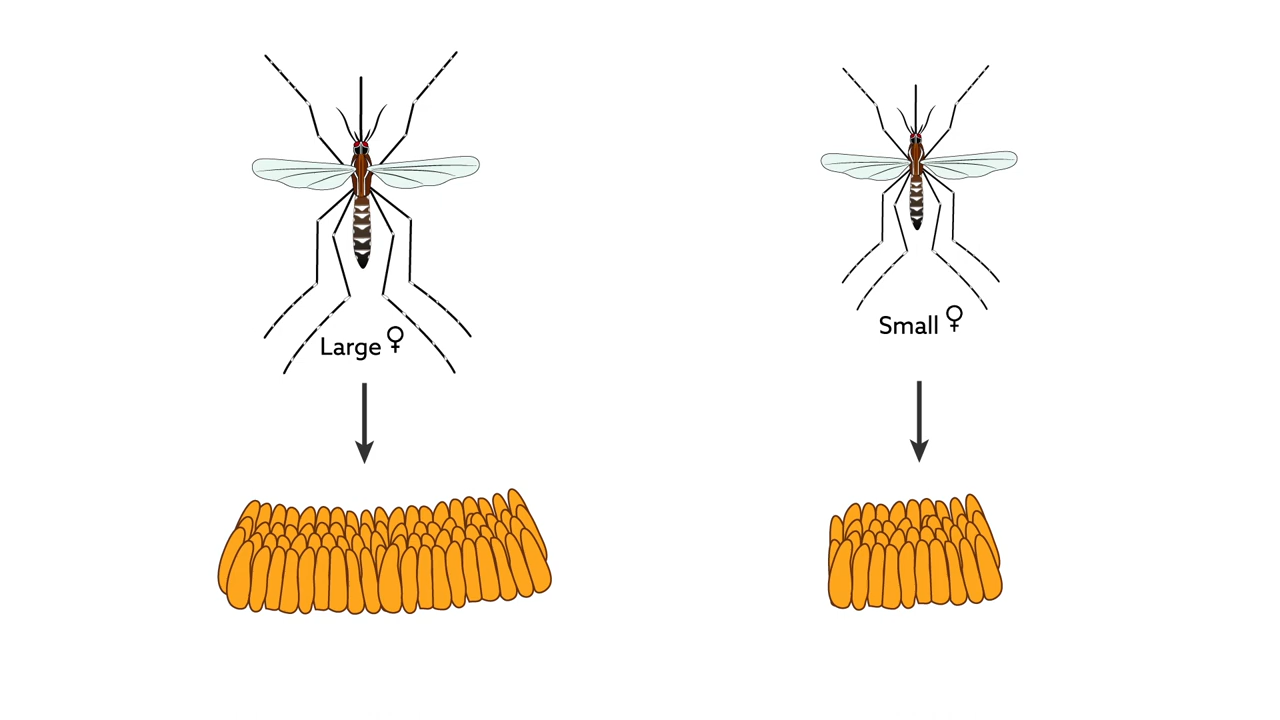 Large ♀
Small ♀